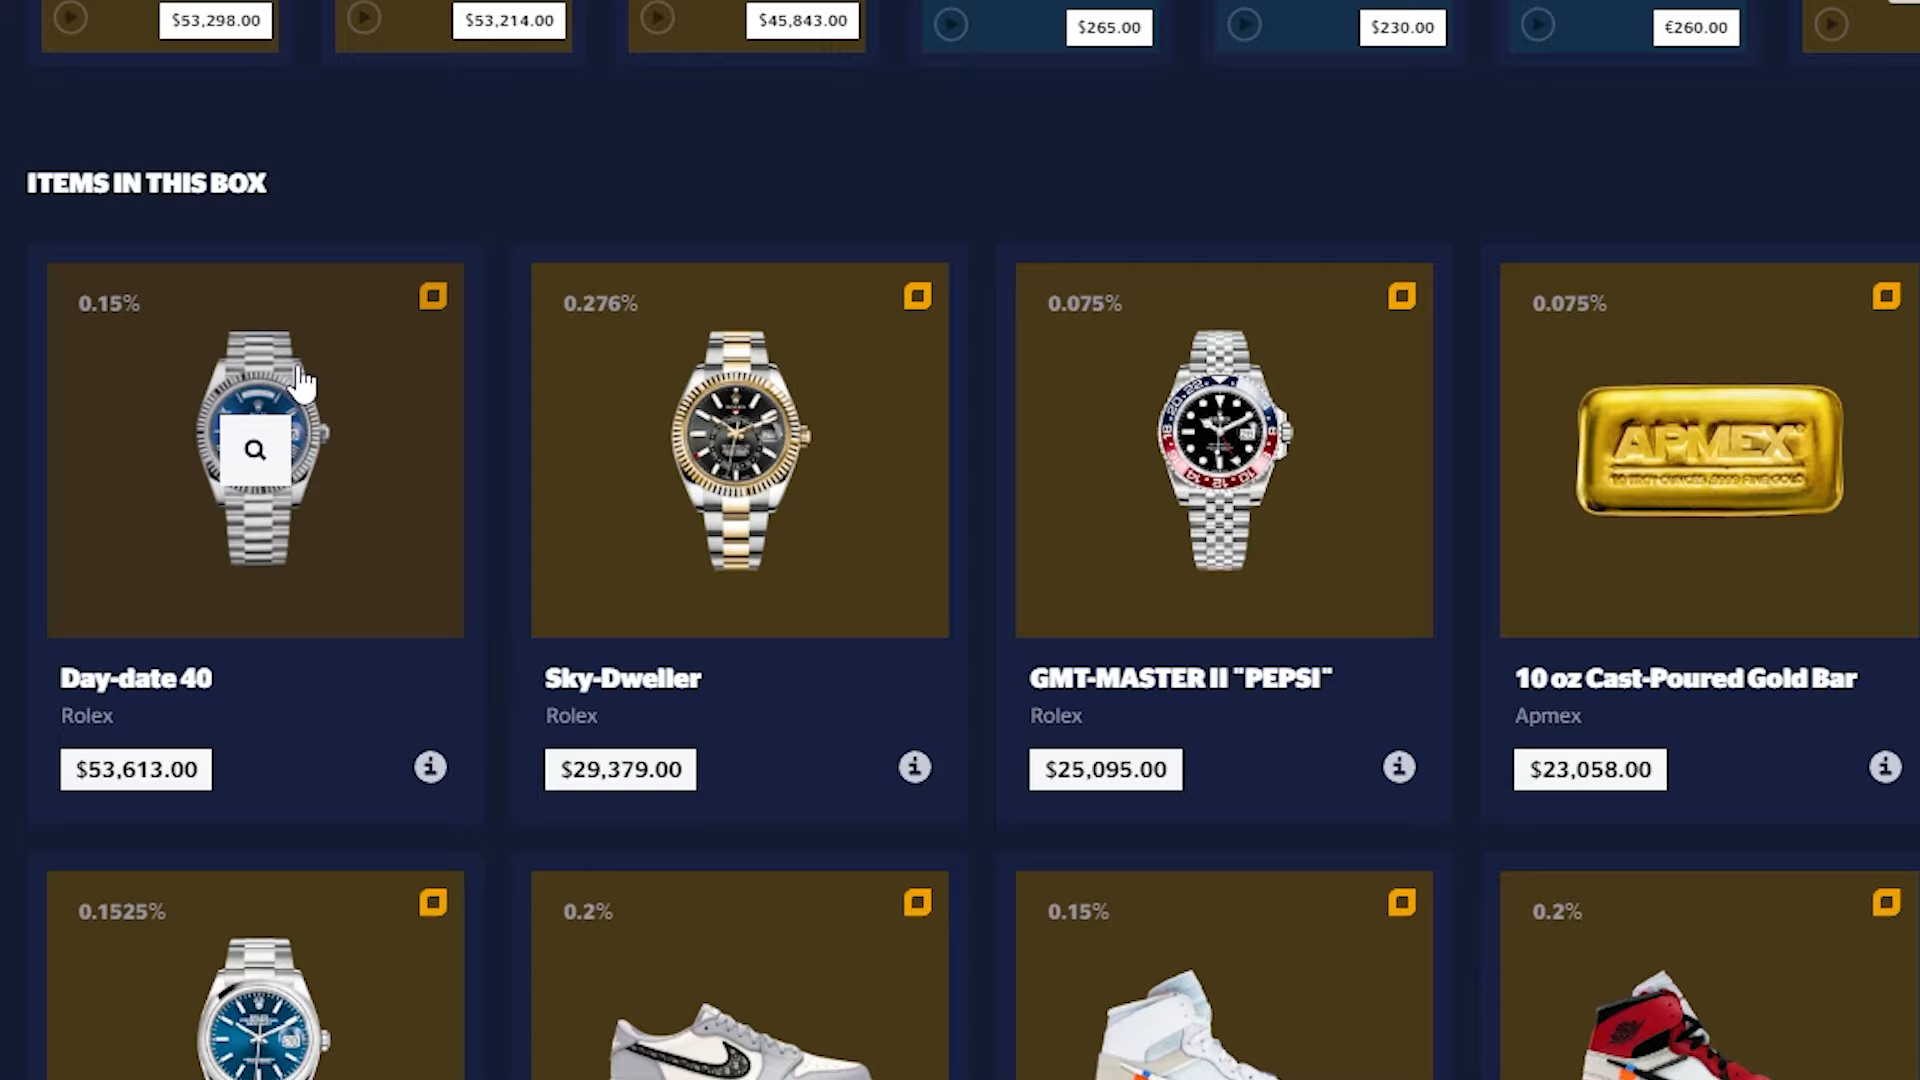 $53,298.00
$53,214.00
$45,843.00
$265.00
$230.00
€260.00
ITEMS IN THIS BOX
0.15%
0.276%
0.075%
0.075%
APMEX
Day-date 40
Sky-Dweller
GMT-MASTER II "PEPSI"
10 oz Cast-Poured Gold Bar
Rolex
Rolex
Rolex
Apmex
$53,613.00
$29,379.00
$25,095.00
$23,058.00
0.1525%
0.2%
0.15%
0.2%